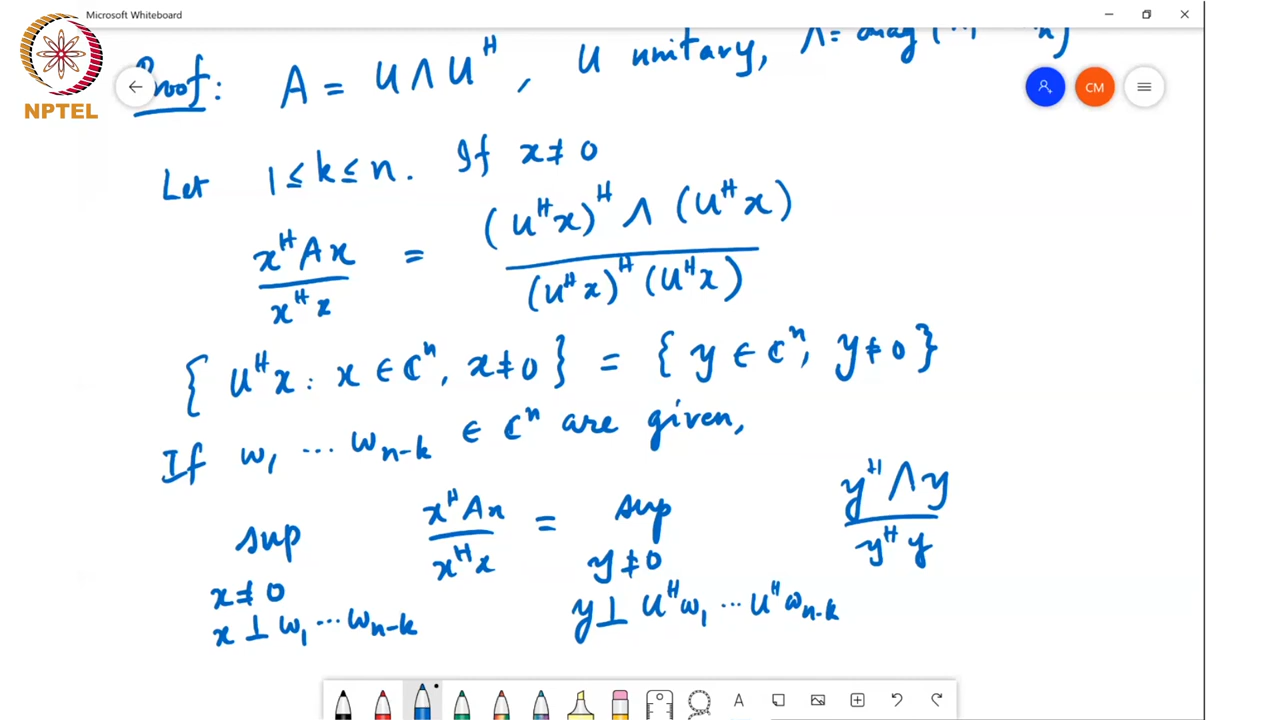 Microsoft Whiteboard
NPTEL
Proof: A = U Λ U^H, U unitary, Λ = diag (
CM
Let 1 ≤ k ≤ n. If x ≠ 0
x^H A x / x^H x = (U^H x)^H Λ (U^H x) / (U^H x)^H (U^H x)
{ U^H x : x ∈ ℂ^n, x ≠ 0 } = { y ∈ ℂ^n, y ≠ 0 }
If w_1 ... w_{n-k} ∈ ℂ^n are given,
sup x^H A x / x^H x = sup y^H Λ y / y^H y
x ≠ 0 y ≠ 0
x ⊥ w_1 ... w_{n-k} y ⊥ U^H w_1 ... U^H w_{n-k}
A